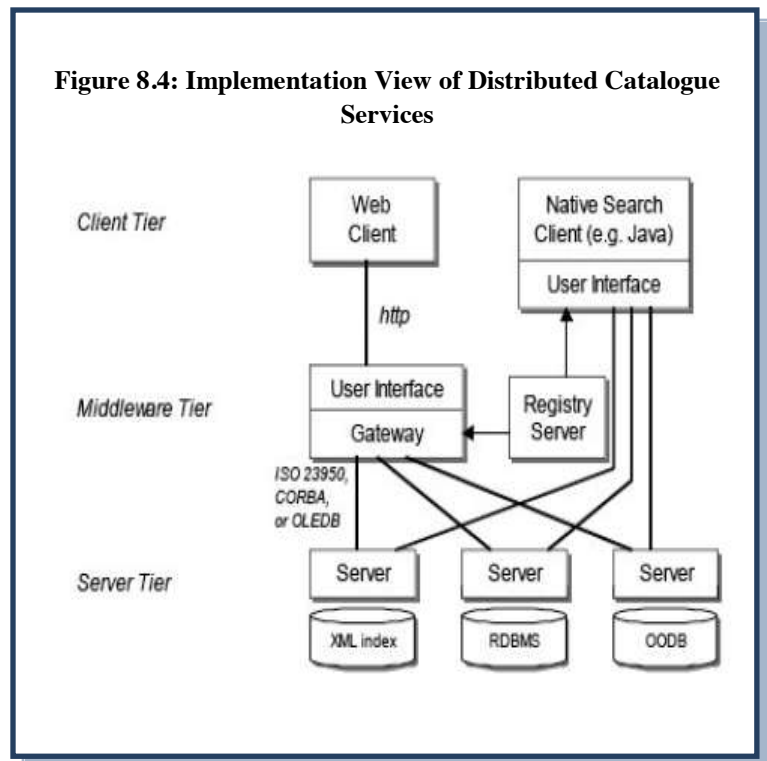 Figure 8.4: Implementation View of Distributed Catalogue
Services
Client Tier
Web
Client
Native Search
Client (e.g. Java)
User Interface
http
Middleware Tier
User Interface
Gateway
Registry
Server
ISO 23950,
CORBA,
or OLEDB
Server Tier
Server
Server
Server
XML index
RDBMS
OODB